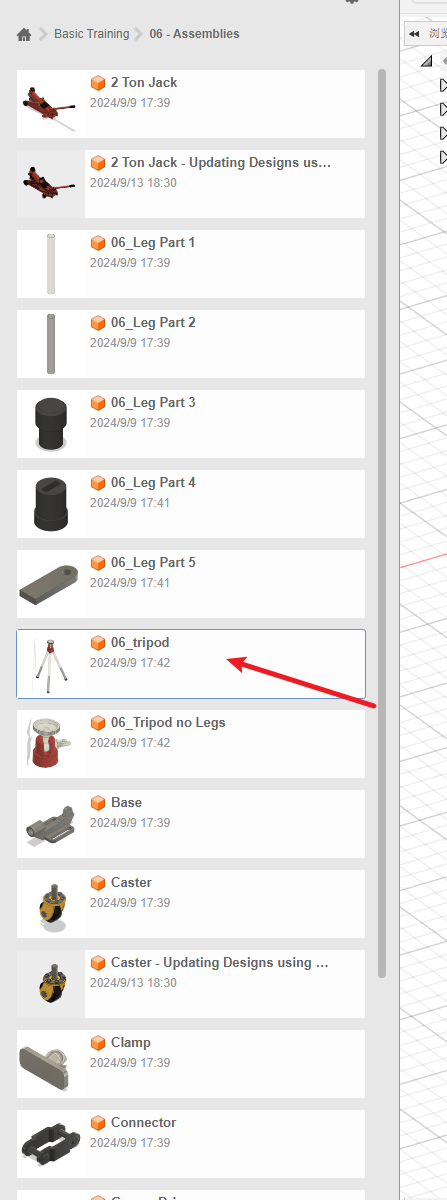 Basic Training 06 - Assemblies
浏览
2 Ton Jack
2024/9/9 17:39
2 Ton Jack - Updating Designs us...
2024/9/13 18:30
06_Leg Part 1
2024/9/9 17:39
06_Leg Part 2
2024/9/9 17:39
06_Leg Part 3
2024/9/9 17:39
06_Leg Part 4
2024/9/9 17:41
06_Leg Part 5
2024/9/9 17:41
06_tripod
2024/9/9 17:42
06_Tripod no Legs
2024/9/9 17:42
Base
2024/9/9 17:39
Caster
2024/9/9 17:39
Caster - Updating Designs using ...
2024/9/13 18:30
Clamp
2024/9/9 17:39
Connector
2024/9/9 17:39